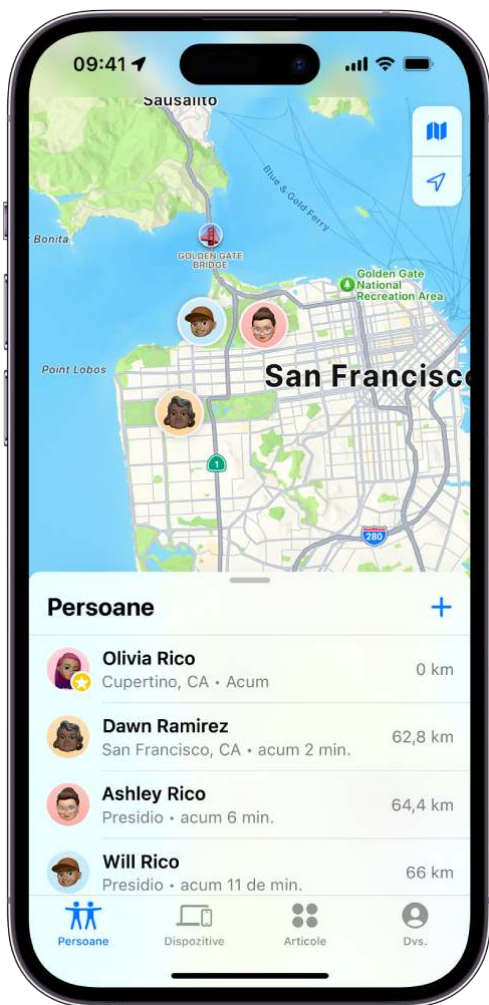 09:41
Sausalito
Blue & Gold Ferry
Bonita
GOLDEN GATE
BRIDGE
Golden Gate
National
Recreation Area
Point Lobos
San Francisco
1
280
Persoane
Olivia Rico
0 km
Cupertino, CA • Acum
Dawn Ramirez
62,8 km
San Francisco, CA • acum 2 min.
Ashley Rico
64,4 km
Presidio • acum 6 min.
Will Rico
66 km
Presidio • acum 11 de min.
Persoane Dispozitive Articole Dvs.